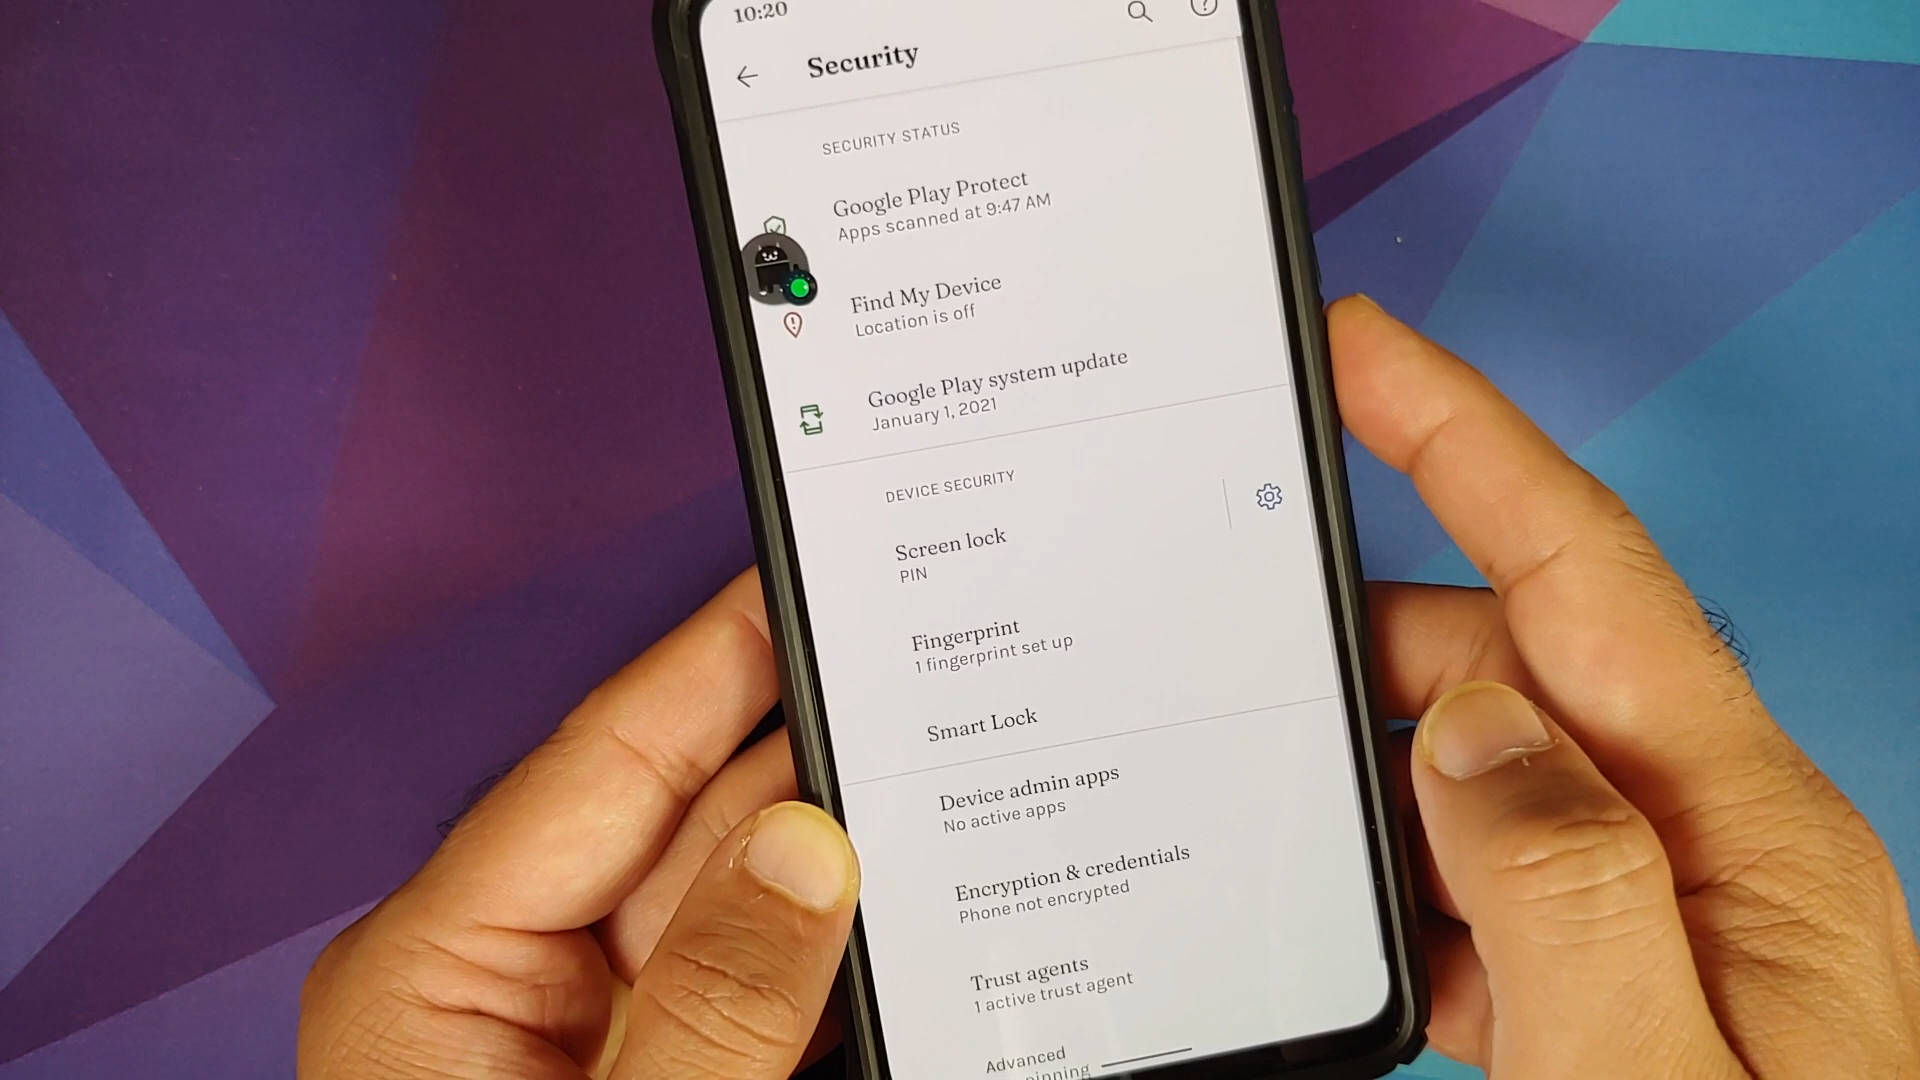 10:20
Security
SECURITY STATUS
Google Play Protect
Apps scanned at 9:47 AM
Find My Device
Location is off
Google Play system update
January 1, 2021
DEVICE SECURITY
Screen lock
PIN
Fingerprint
1 fingerprint set up
Smart Lock
Device admin apps
No active apps
Encryption & credentials
Phone not encrypted
Trust agents
1 active trust agent
Advanced